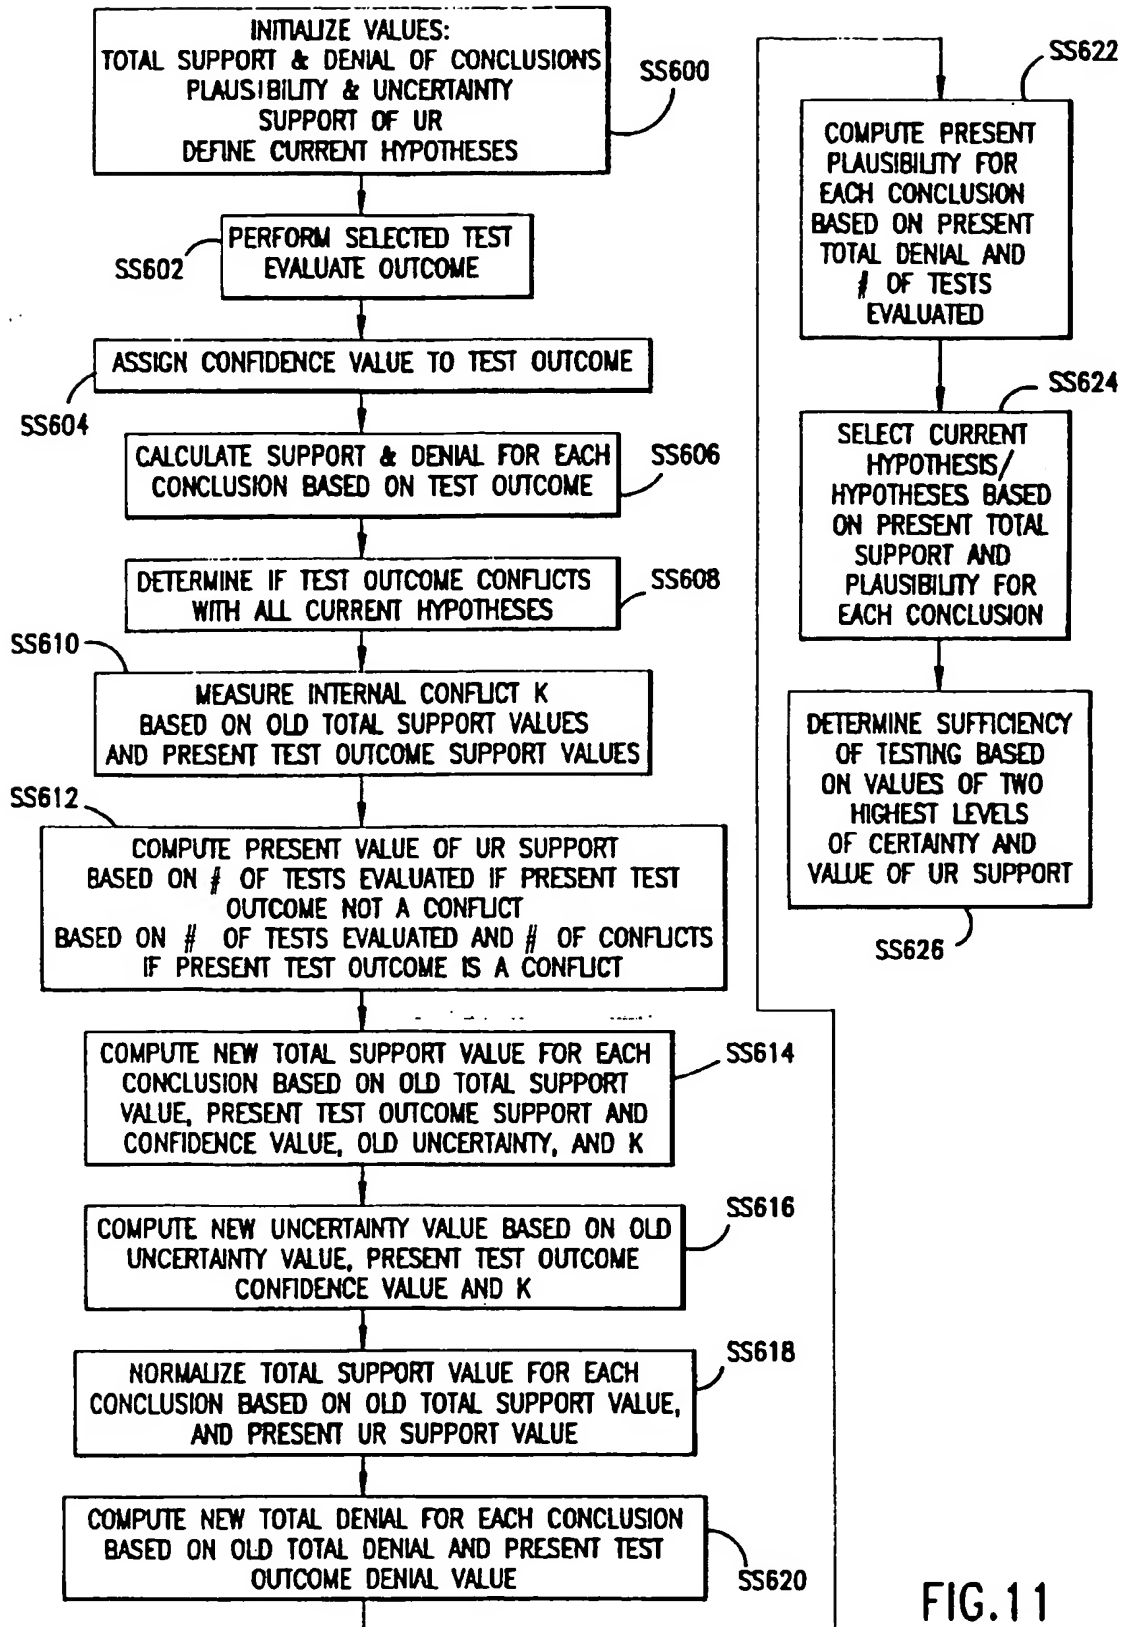 INITIALIZE VALUES:
TOTAL SUPPORT & DENIAL OF CONCLUSIONS
PLAUSIBILITY & UNCERTAINTY
SUPPORT OF UR
DEFINE CURRENT HYPOTHESES
SS600
PERFORM SELECTED TEST
EVALUATE OUTCOME
SS602
ASSIGN CONFIDENCE VALUE TO TEST OUTCOME
SS604
CALCULATE SUPPORT & DENIAL FOR EACH
CONCLUSION BASED ON TEST OUTCOME
SS606
DETERMINE IF TEST OUTCOME CONFLICTS
WITH ALL CURRENT HYPOTHESES
SS608
SS610
MEASURE INTERNAL CONFLICT K
BASED ON OLD TOTAL SUPPORT VALUES
AND PRESENT TEST OUTCOME SUPPORT VALUES
SS612
COMPUTE PRESENT VALUE OF UR SUPPORT
BASED ON # OF TESTS EVALUATED IF PRESENT TEST
OUTCOME NOT A CONFLICT
BASED ON # OF TESTS EVALUATED AND # OF CONFLICTS
IF PRESENT TEST OUTCOME IS A CONFLICT
COMPUTE NEW TOTAL SUPPORT VALUE FOR EACH
CONCLUSION BASED ON OLD TOTAL SUPPORT
VALUE, PRESENT TEST OUTCOME SUPPORT AND
CONFIDENCE VALUE, OLD UNCERTAINTY, AND K
SS614
COMPUTE NEW UNCERTAINTY VALUE BASED ON OLD
UNCERTAINTY VALUE, PRESENT TEST OUTCOME
CONFIDENCE VALUE AND K
SS616
NORMALIZE TOTAL SUPPORT VALUE FOR EACH
CONCLUSION BASED ON OLD TOTAL SUPPORT VALUE,
AND PRESENT UR SUPPORT VALUE
SS618
COMPUTE NEW TOTAL DENIAL FOR EACH CONCLUSION
BASED ON OLD TOTAL DENIAL AND PRESENT TEST
OUTCOME DENIAL VALUE
SS620
SS622
COMPUTE PRESENT
PLAUSIBILITY FOR
EACH CONCLUSION
BASED ON PRESENT
TOTAL DENIAL AND
# OF TESTS
EVALUATED
SS624
SELECT CURRENT
HYPOTHESIS/
HYPOTHESES BASED
ON PRESENT TOTAL
SUPPORT AND
PLAUSIBILITY FOR
EACH CONCLUSION
DETERMINE SUFFICIENCY
OF TESTING BASED
ON VALUES OF TWO
HIGHEST LEVELS
OF CERTAINTY AND
VALUE OF UR SUPPORT
SS626
FIG.11